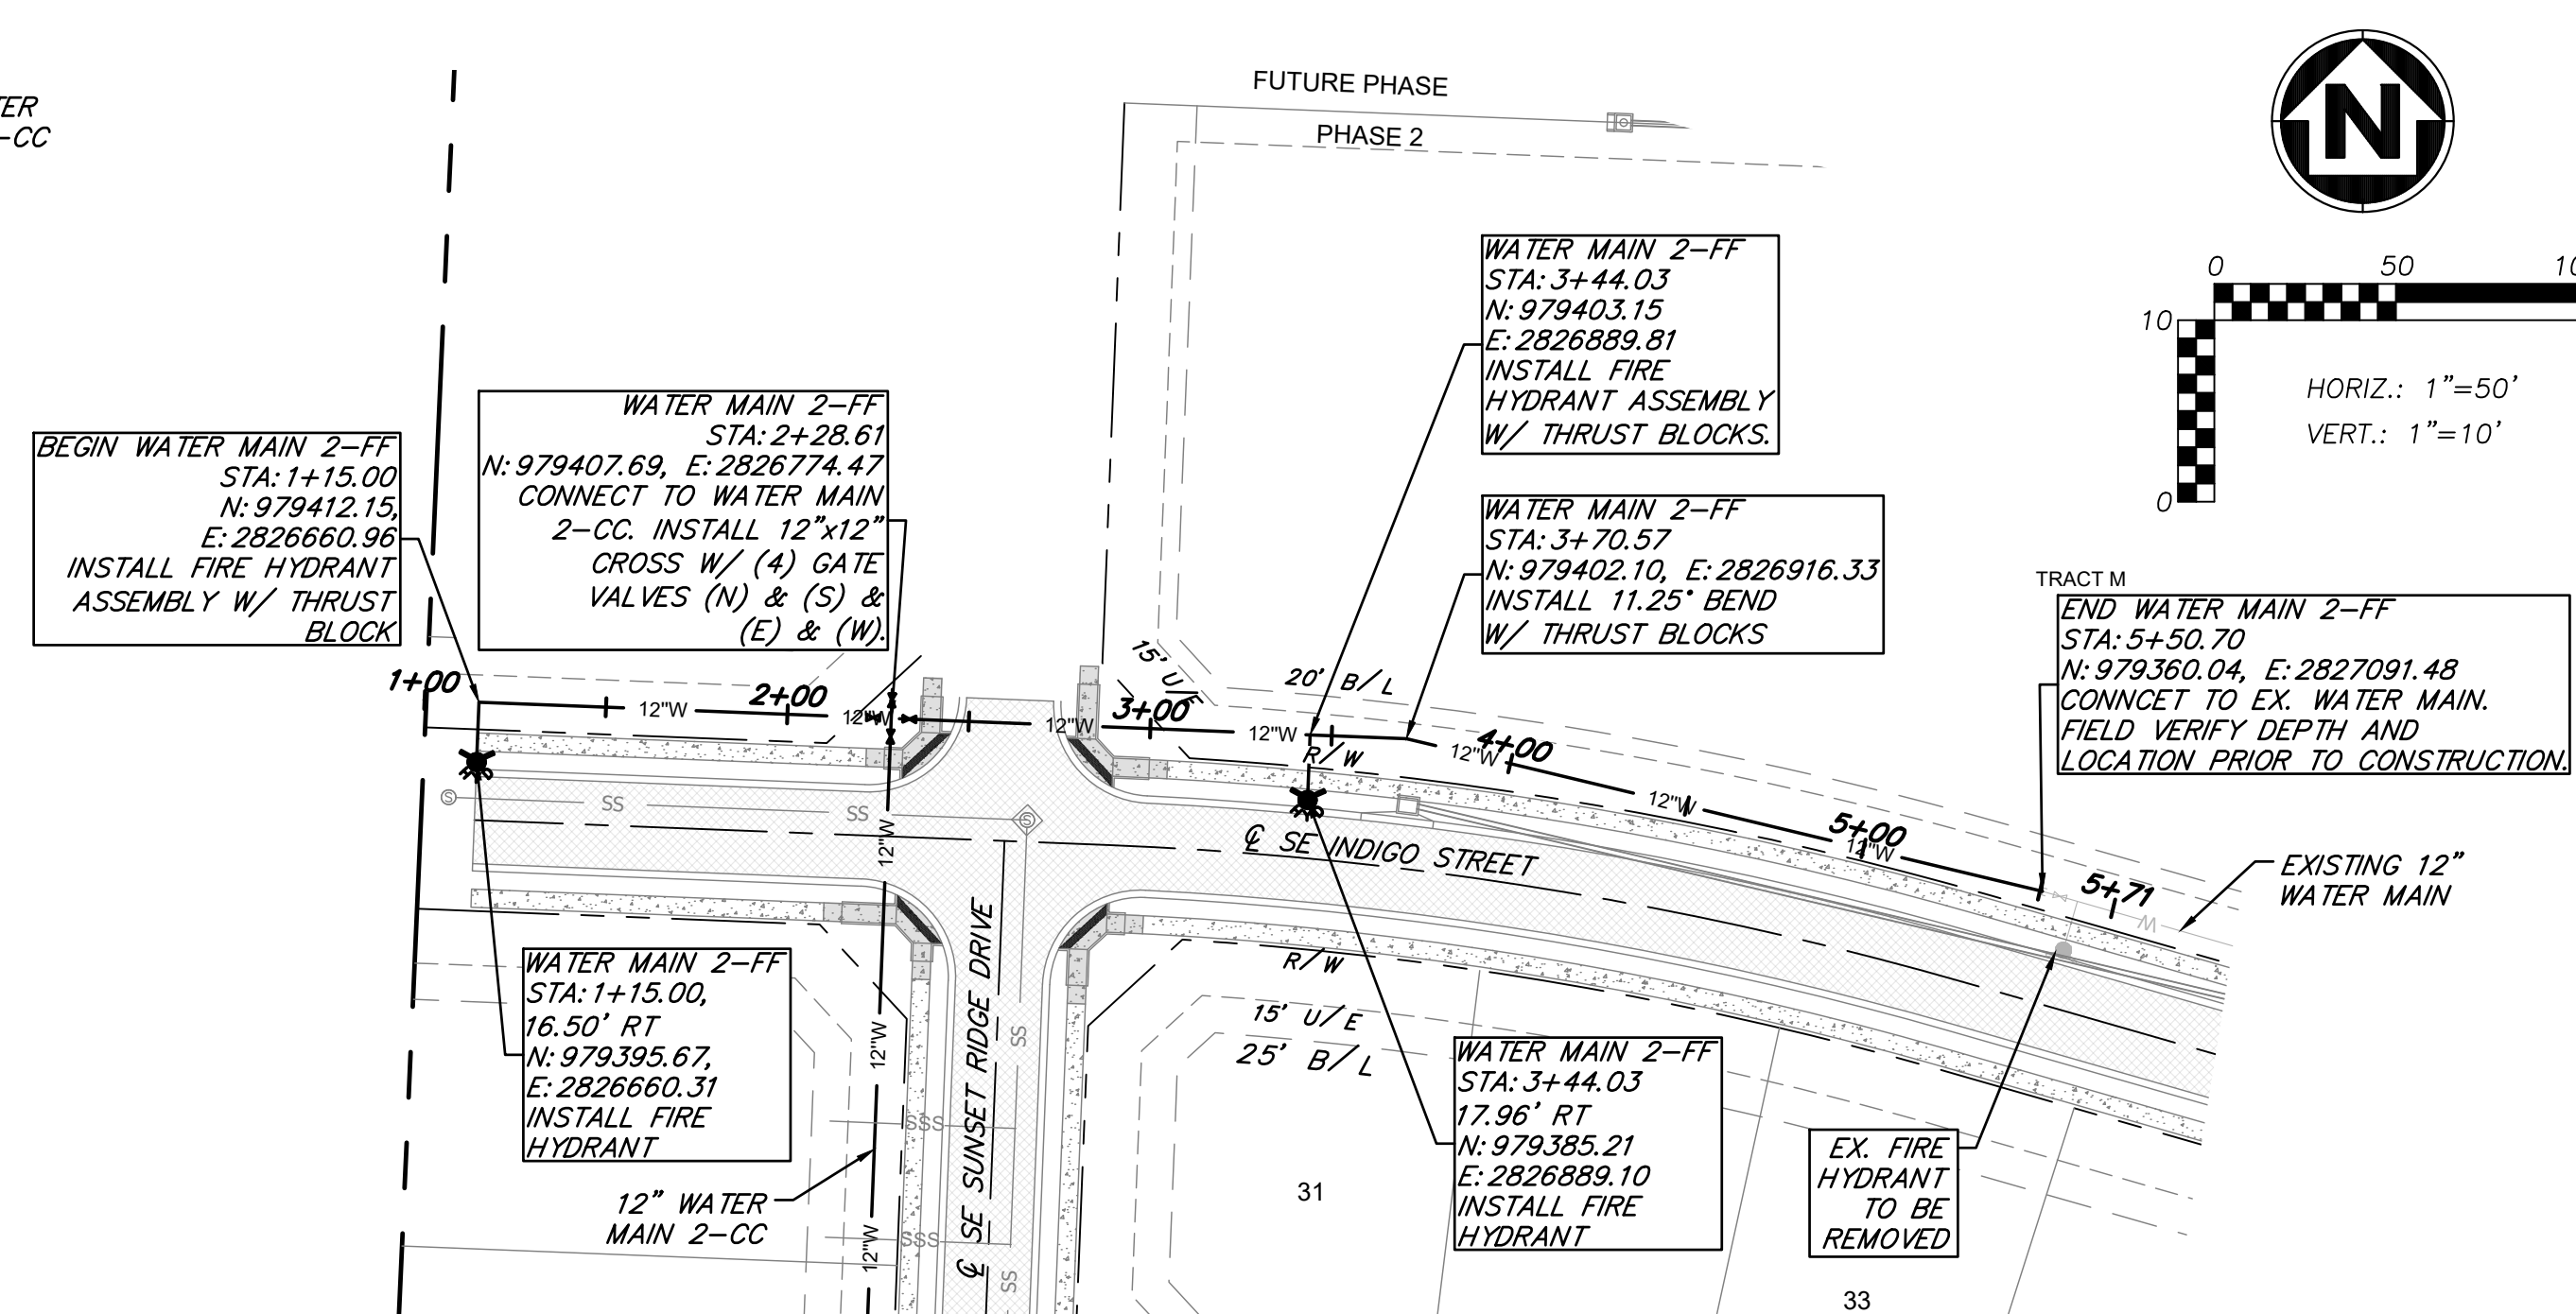 TER
-CC
FUTURE PHASE
PHASE 2
N
0 50 10
10
0
HORIZ.: 1"=50'
VERT.: 1"=10'
WATER MAIN 2-FF
STA: 3+44.03
N: 979403.15
E: 2826889.81
INSTALL FIRE
HYDRANT ASSEMBLY
W/ THRUST BLOCKS.
WATER MAIN 2-FF
STA: 2+28.61
N: 979407.69, E: 2826774.47
CONNECT TO WATER MAIN
2-CC. INSTALL 12"x12"
CROSS W/ (4) GATE
VALVES (N) & (S) &
(E) & (W).
BEGIN WATER MAIN 2-FF
STA: 1+15.00
N: 979412.15,
E: 2826660.96
INSTALL FIRE HYDRANT
ASSEMBLY W/ THRUST
BLOCK
WATER MAIN 2-FF
STA: 3+70.57
N: 979402.10, E: 2826916.33
INSTALL 11.25° BEND
W/ THRUST BLOCKS
TRACT M
END WATER MAIN 2-FF
STA: 5+50.70
N: 979360.04, E: 2827091.48
CONNCET TO EX. WATER MAIN.
FIELD VERIFY DEPTH AND
LOCATION PRIOR TO CONSTRUCTION.
15' U/E
20' B/L
1+00
12"W
2+00
12"W
12"W
3+00
12"W
R/W
12"W
4+00
12"W
5+00
12"W
5+71
W
EXISTING 12"
WATER MAIN
S
SS
SS
S
12"W
℄ SE INDIGO STREET
℄ SE SUNSET RIDGE DRIVE
R/W
15' U/E
25' B/L
WATER MAIN 2-FF
STA: 1+15.00,
16.50' RT
N: 979395.67,
E: 2826660.31
INSTALL FIRE
HYDRANT
12"W
SS
SSS
12" WATER
MAIN 2-CC
12"W
SSS
SS
31
WATER MAIN 2-FF
STA: 3+44.03
17.96' RT
N: 979385.21
E: 2826889.10
INSTALL FIRE
HYDRANT
EX. FIRE
HYDRANT
TO BE
REMOVED
33